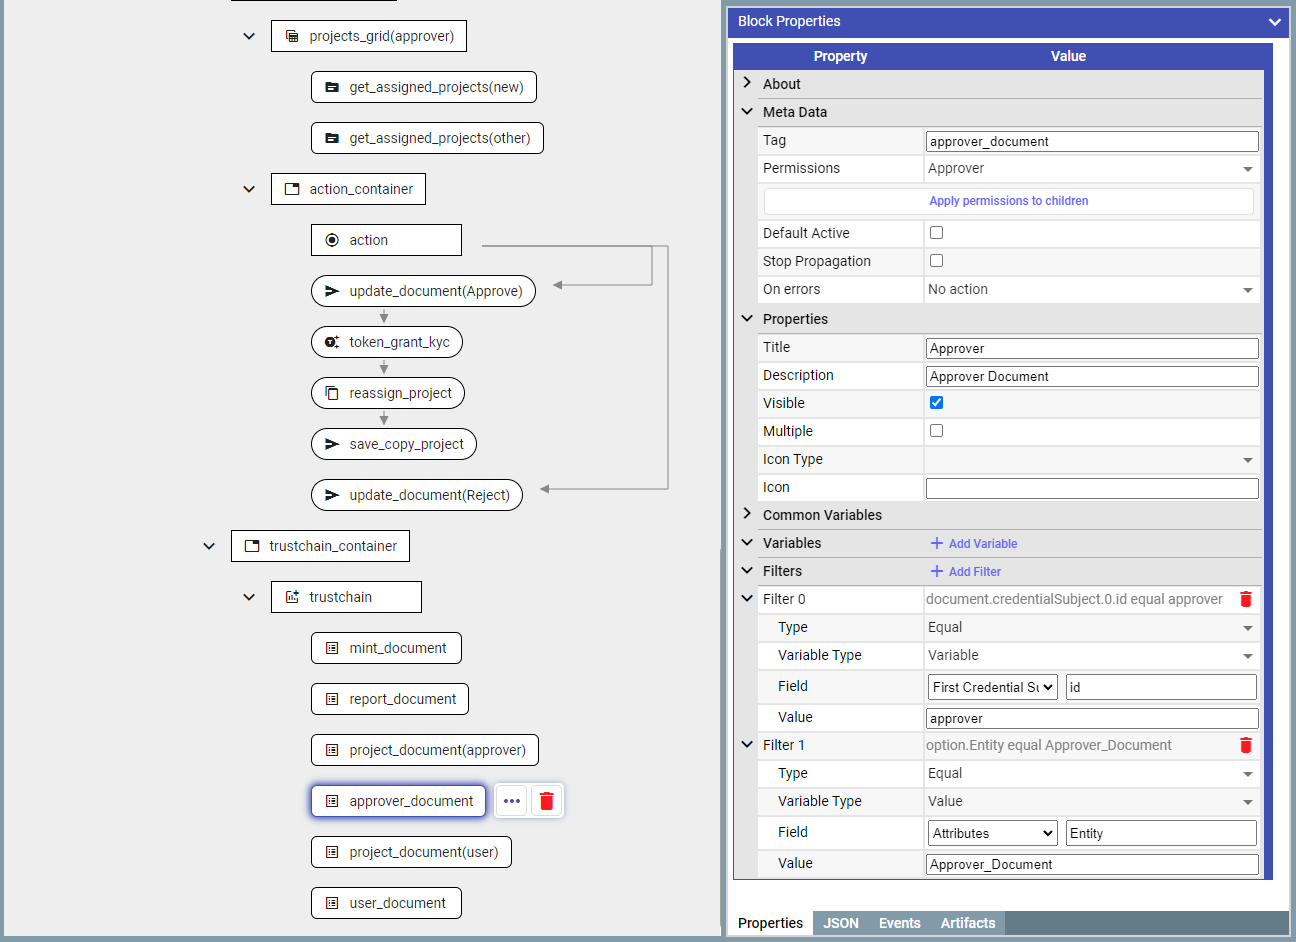 projects_grid(approver)
get_assigned_projects(new)
get_assigned_projects(other)
action_container
action
update_document(Approve)
token_grant_kyc
reassign_project
save_copy_project
update_document(Reject)
trustchain_container
trustchain
mint_document
report_document
project_document(approver)
approver_document
project_document(user)
user_document
Block Properties
Property Value
About
Meta Data
Tag approver_document
Permissions Approver
Apply permissions to children
Default Active
Stop Propagation
On errors No action
Properties
Title Approver
Description Approver Document
Visible
Multiple
Icon Type
Icon
Common Variables
Variables + Add Variable
Filters + Add Filter
Filter 0 document.credentialSubject.0.id equal approver
Type Equal
Variable Type Variable
Field First Credential Su id
Value approver
Filter 1 option.Entity equal Approver_Document
Type Equal
Variable Type Value
Field Attributes Entity
Value Approver_Document
Properties JSON Events Artifacts